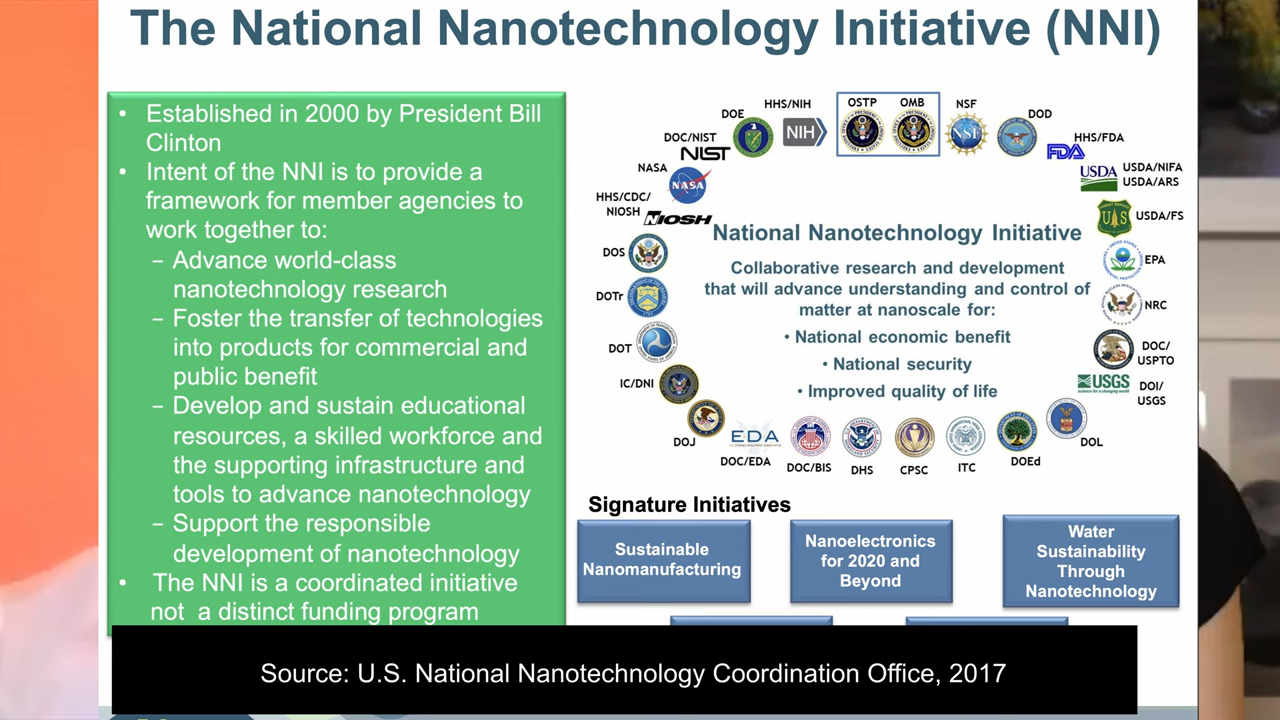 The National Nanotechnology Initiative (NNI)
• Established in 2000 by President Bill
Clinton
• Intent of the NNI is to provide a
framework for member agencies to
work together to:
– Advance world-class
nanotechnology research
– Foster the transfer of technologies
into products for commercial and
public benefit
– Develop and sustain educational
resources, a skilled workforce and
the supporting infrastructure and
tools to advance nanotechnology
– Support the responsible
development of nanotechnology
• The NNI is a coordinated initiative
not a distinct funding program
OSTP
OMB
NSF
NSF
DOD
HHS/FDA
FDA
USDA
USDA/NIFA
USDA/ARS
USDA/FS
U S
EPA
NRC
DOC/
USPTO
USGS
DOI/
USGS
DOL
DOEd
ITC
CPSC
DHS
DOC/BIS
EDA
DOC/EDA
DOJ
IC/DNI
DOT
DOTr
DOS
HHS/CDC/
NIOSH
NIOSH
NASA
NASA
DOC/NIST
NIST
DOE
HHS/NIH
NIH
National Nanotechnology Initiative
Collaborative research and development
that will advance understanding and control of
matter at nanoscale for:
• National economic benefit
• National security
• Improved quality of life
Signature Initiatives
Sustainable
Nanomanufacturing
Nanoelectronics
for 2020 and
Beyond
Water
Sustainability
Through
Nanotechnology
Source: U.S. National Nanotechnology Coordination Office, 2017